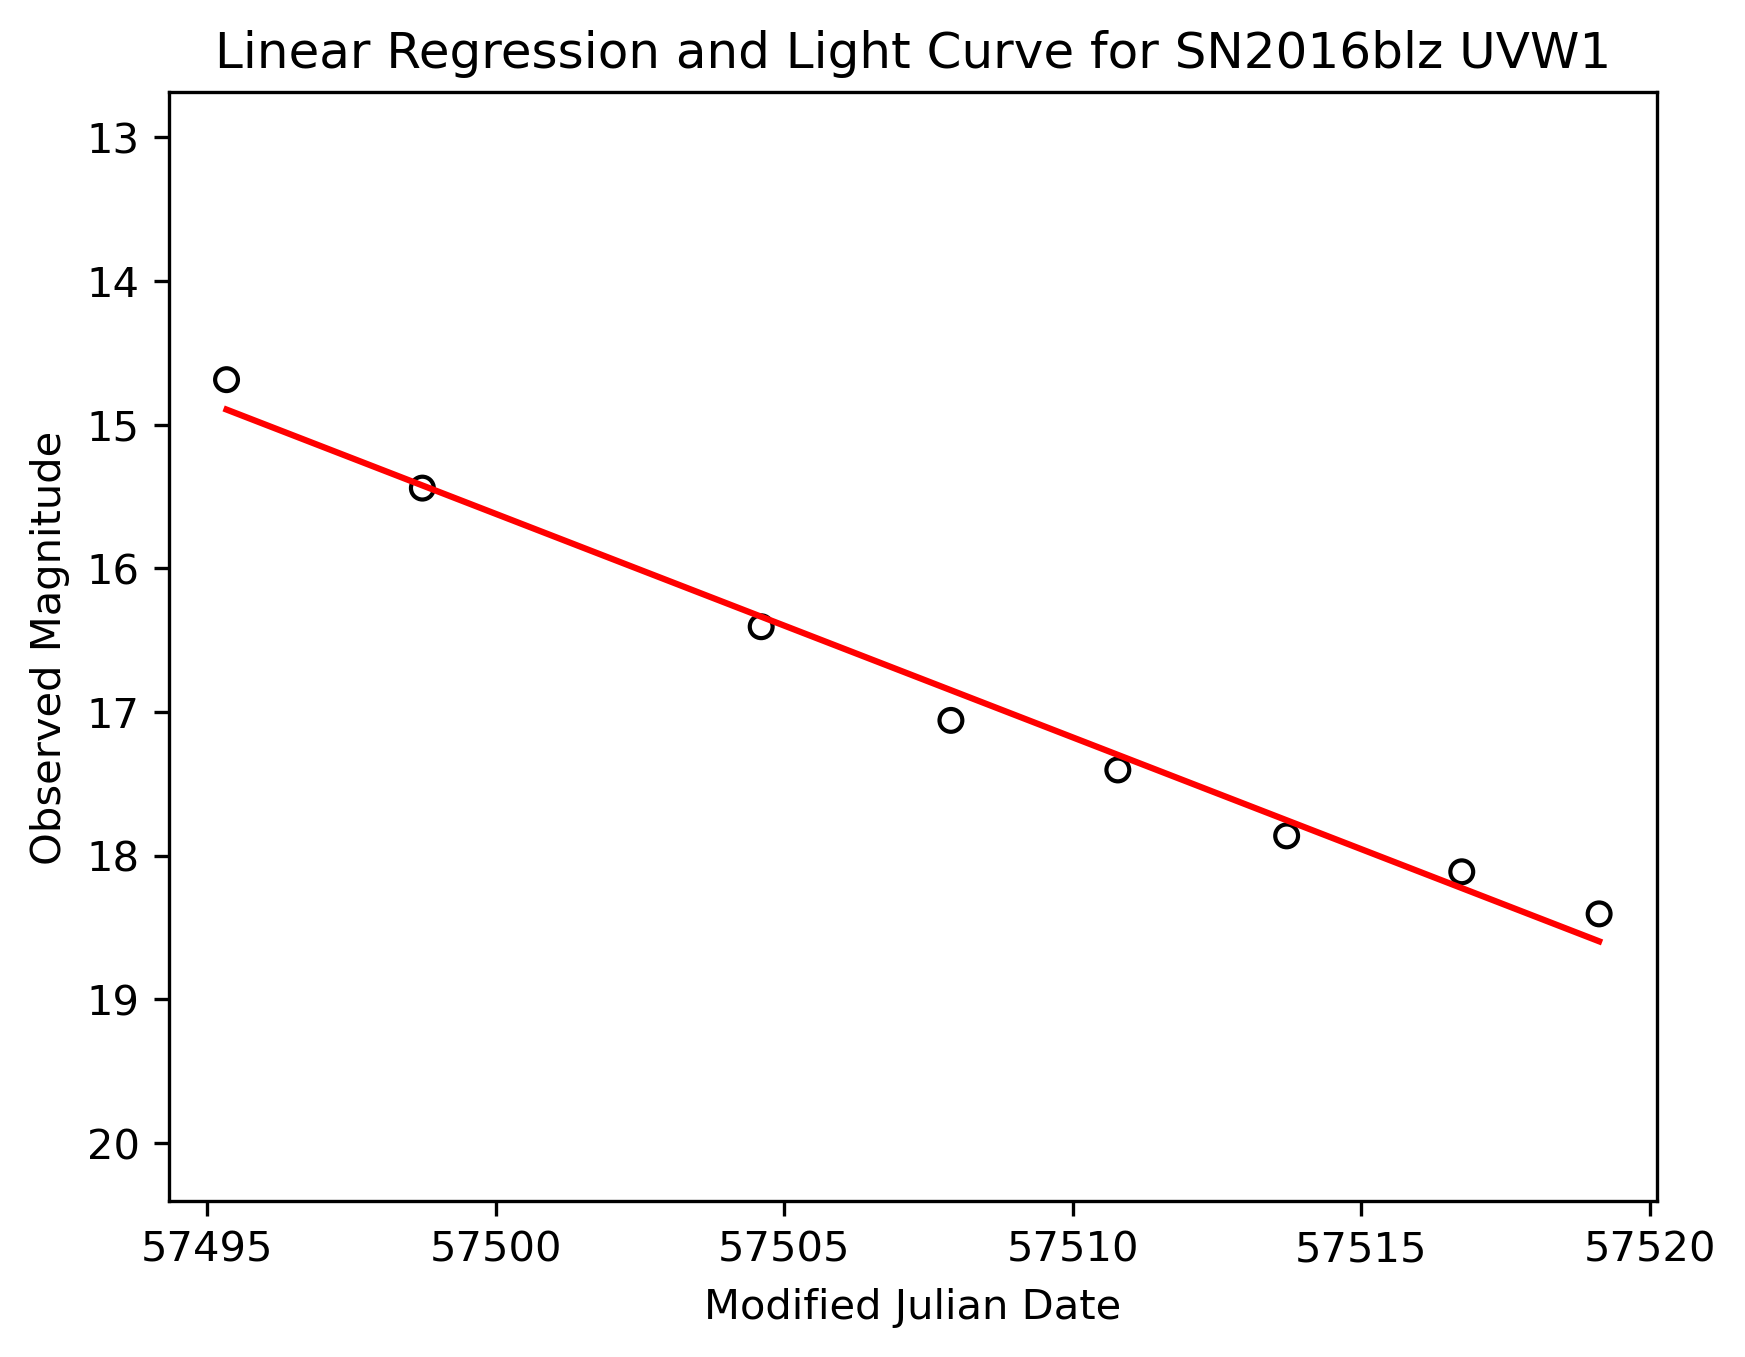 Linear Regression and Light Curve for SN2016blz UVW1
13
14
15
16
17
18
19
20
Observed Magnitude
57495 57500 57505 57510 57515 57520
Modified Julian Date